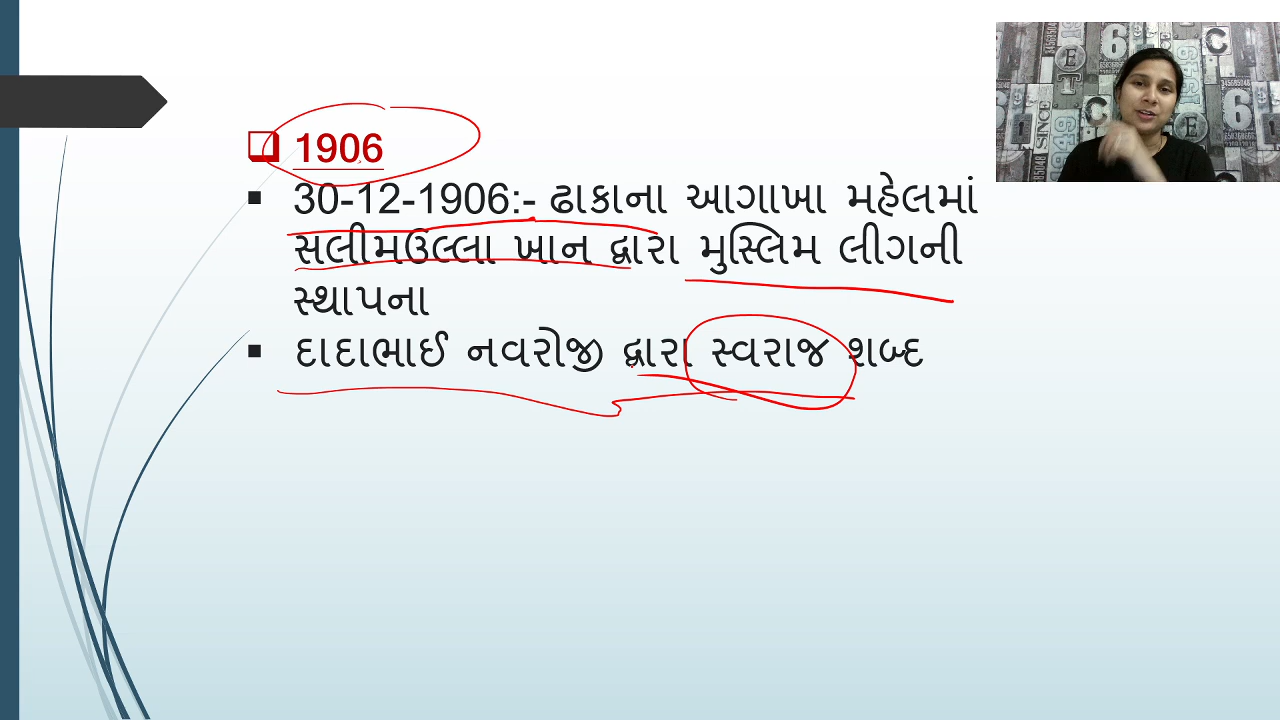 1906
30-12-1906:- ઢાકાના આગાખા મહેલમાં
સલીમઉલ્લા ખાન દ્વારા મુસ્લિમ લીગની
સ્થાપના
દાદાભાઈ નવરોજી દ્વારા સ્વરાજ શબ્દ